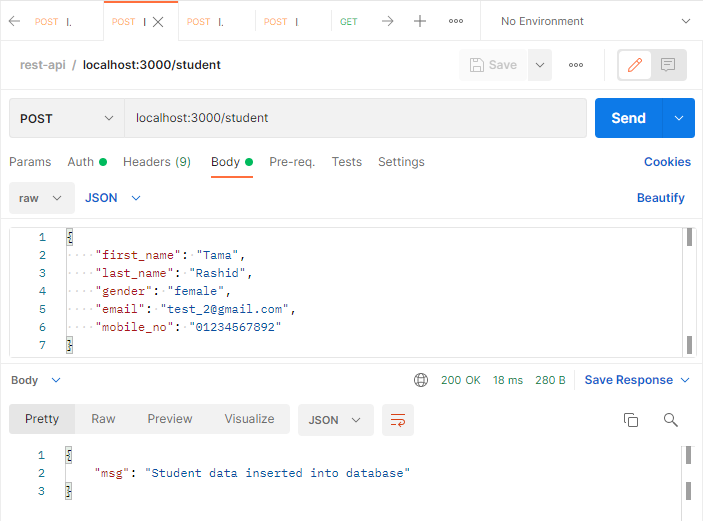 POST I. POST I POST I. POST I GET No Environment
rest-api / localhost:3000/student Save
POST localhost:3000/student Send
Params Auth Headers (9) Body Pre-req. Tests Settings Cookies
raw JSON Beautify
1 {
2 "first_name": "Tama",
3 "last_name": "Rashid",
4 "gender": "female",
5 "email": "test_2@gmail.com",
6 "mobile_no": "01234567892"
7 }
Body 200 OK 18 ms 280 B Save Response
Pretty Raw Preview Visualize JSON
1 {
2 "msg": "Student data inserted into database"
3 }